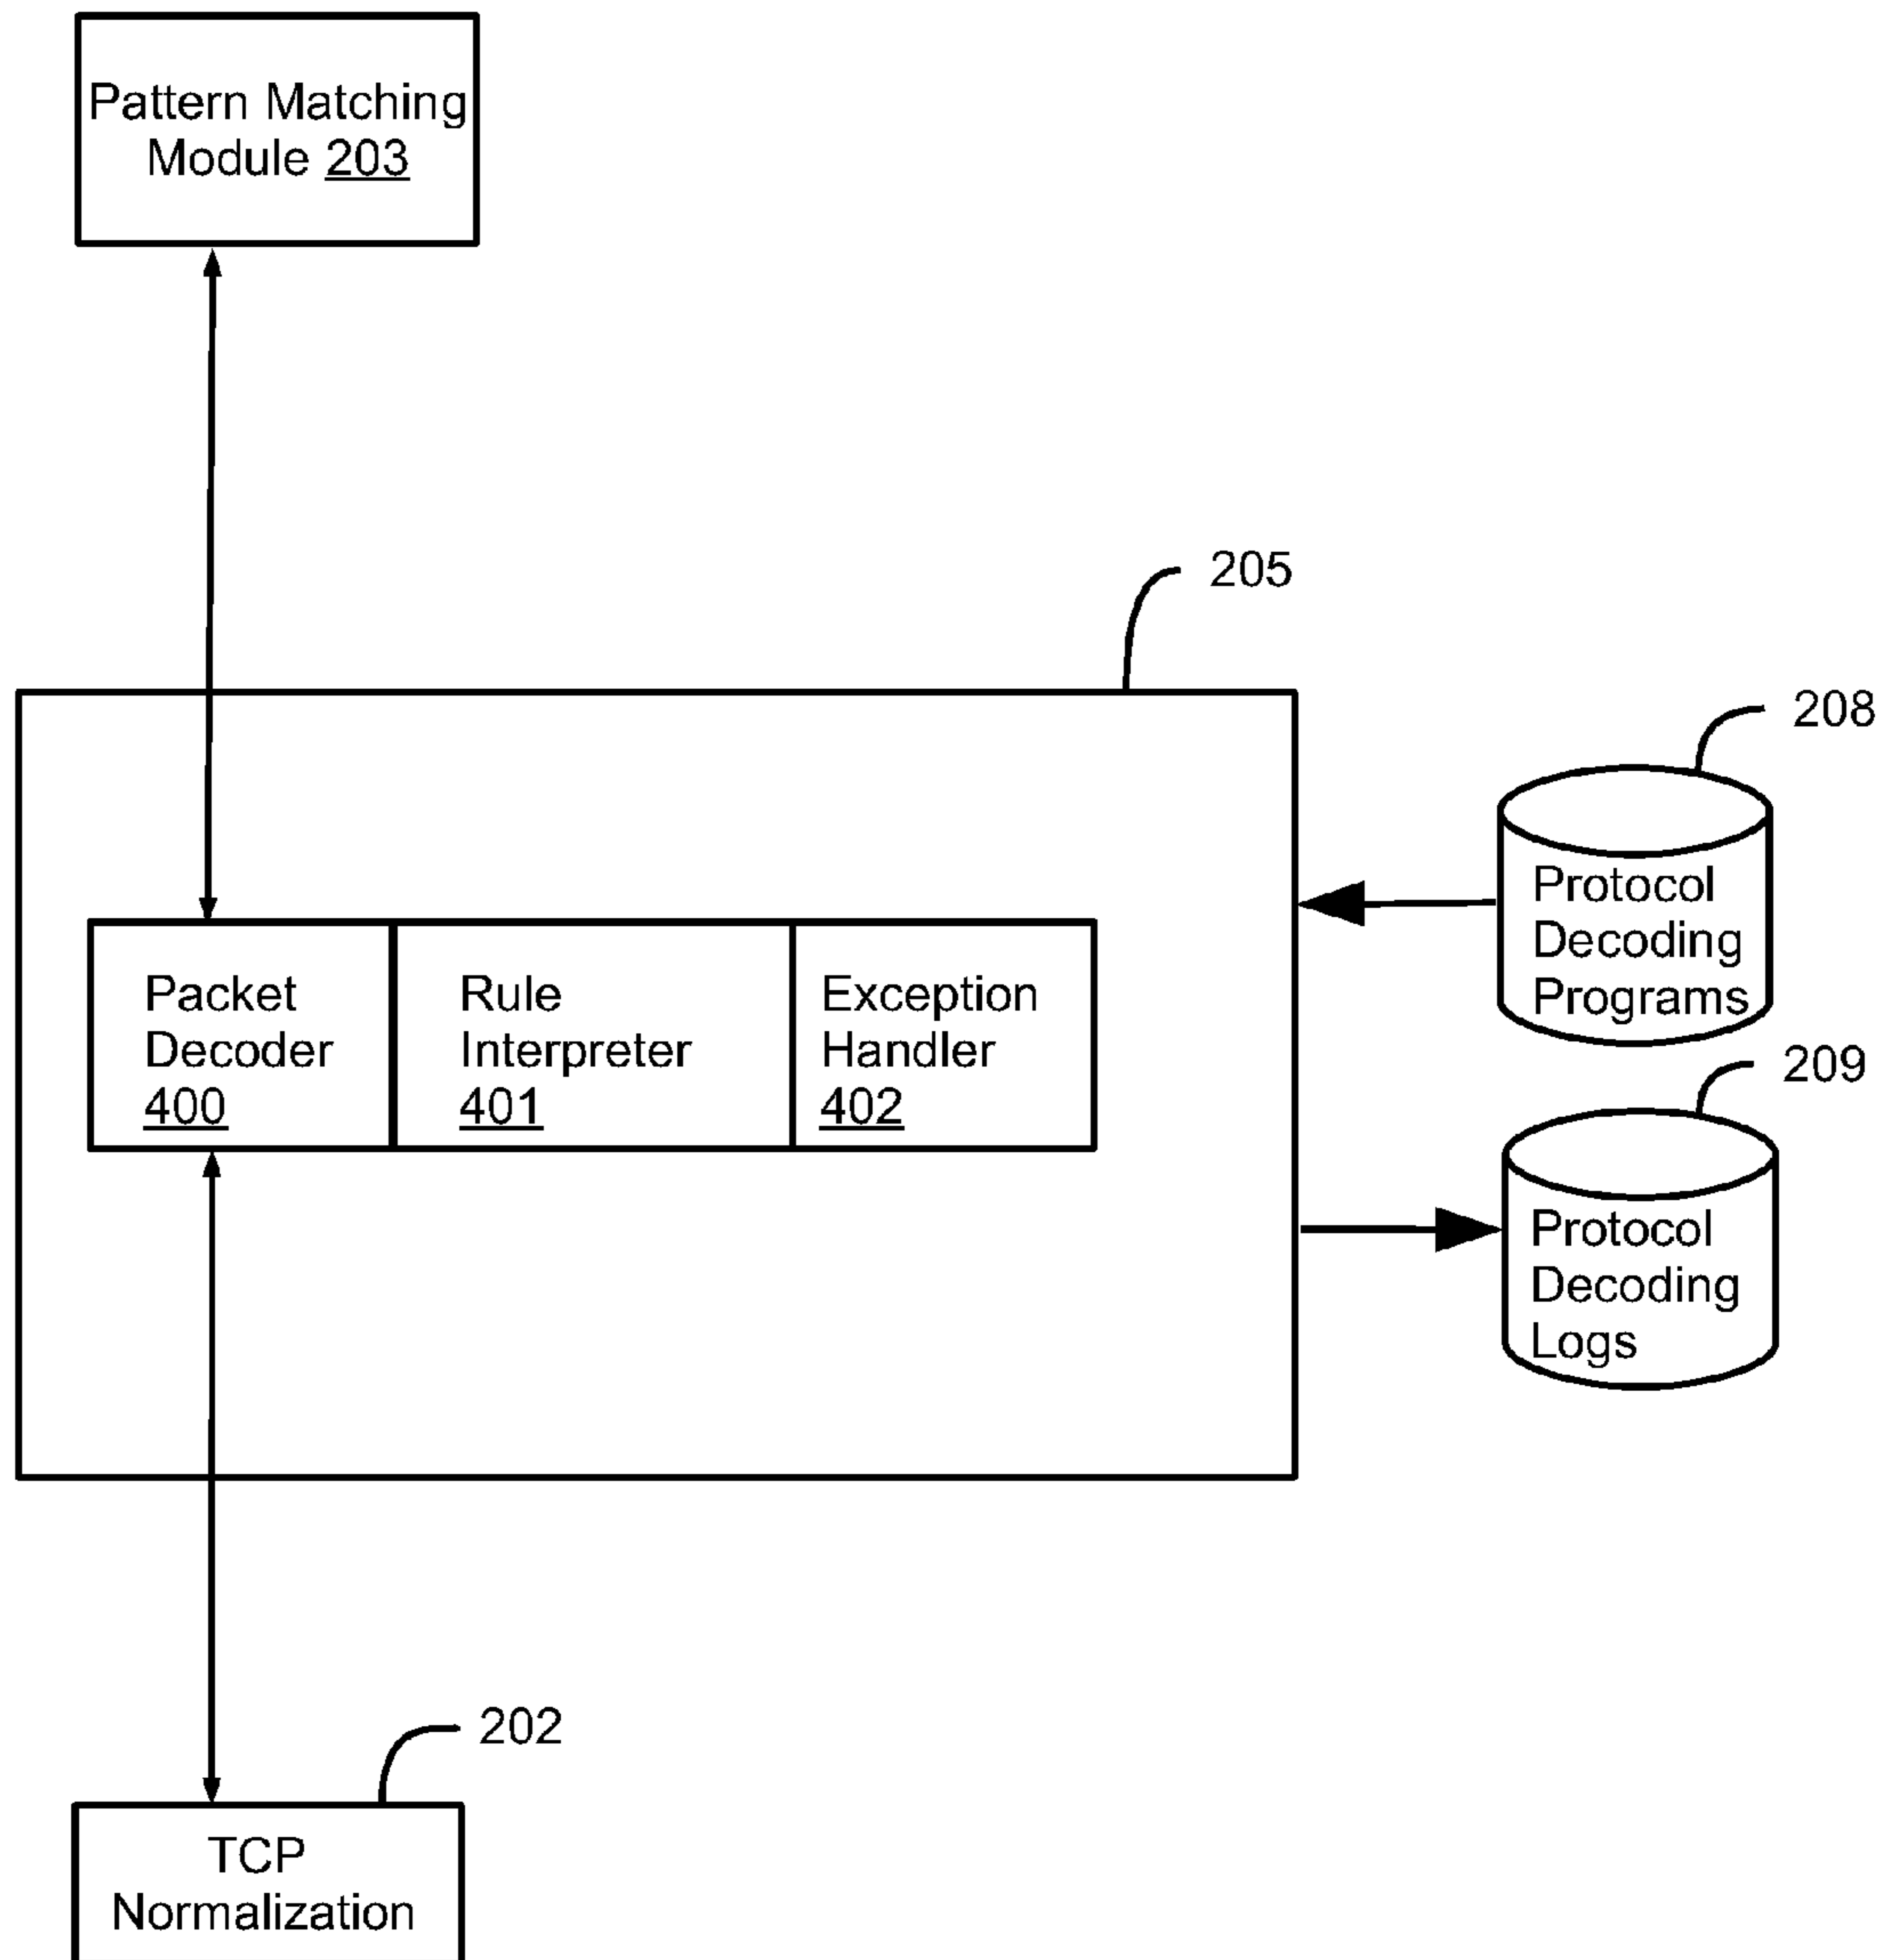 Pattern Matching
Module 203
205
208
Protocol
Decoding
Programs
Packet
Decoder
400
Rule
Interpreter
401
Exception
Handler
402
209
Protocol
Decoding
Logs
202
TCP
Normalization